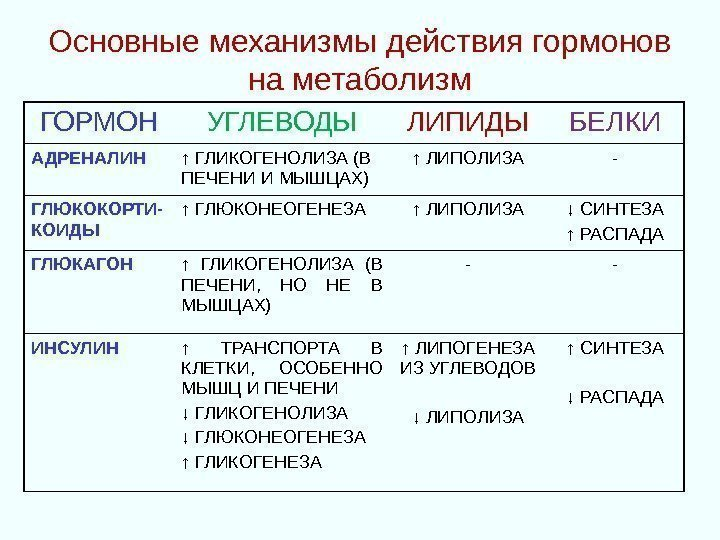 Основные механизмы действия гормонов
на метаболизм
ГОРМОН УГЛЕВОДЫ ЛИПИДЫ БЕЛКИ
АДРЕНАЛИН ↑ ГЛИКОГЕНОЛИЗА (В ↑ ЛИПОЛИЗА -
ПЕЧЕНИ И МЫШЦАХ)
ГЛЮКОКОРТИ- ↑ ГЛЮКОНЕОГЕНЕЗА ↑ ЛИПОЛИЗА ↓ СИНТЕЗА
КОИДЫ ↑ РАСПАДА
ГЛЮКАГОН ↑ ГЛИКОГЕНОЛИЗА (В - -
ПЕЧЕНИ, НО НЕ В
МЫШЦАХ)
ИНСУЛИН ↑ ТРАНСПОРТА В ↑ ЛИПОГЕНЕЗА ↑ СИНТЕЗА
КЛЕТКИ, ОСОБЕННО ИЗ УГЛЕВОДОВ
МЫШЦ И ПЕЧЕНИ ↓ РАСПАДА
↓ ГЛИКОГЕНОЛИЗА ↓ ЛИПОЛИЗА
↓ ГЛЮКОНЕОГЕНЕЗА
↑ ГЛИКОГЕНЕЗА